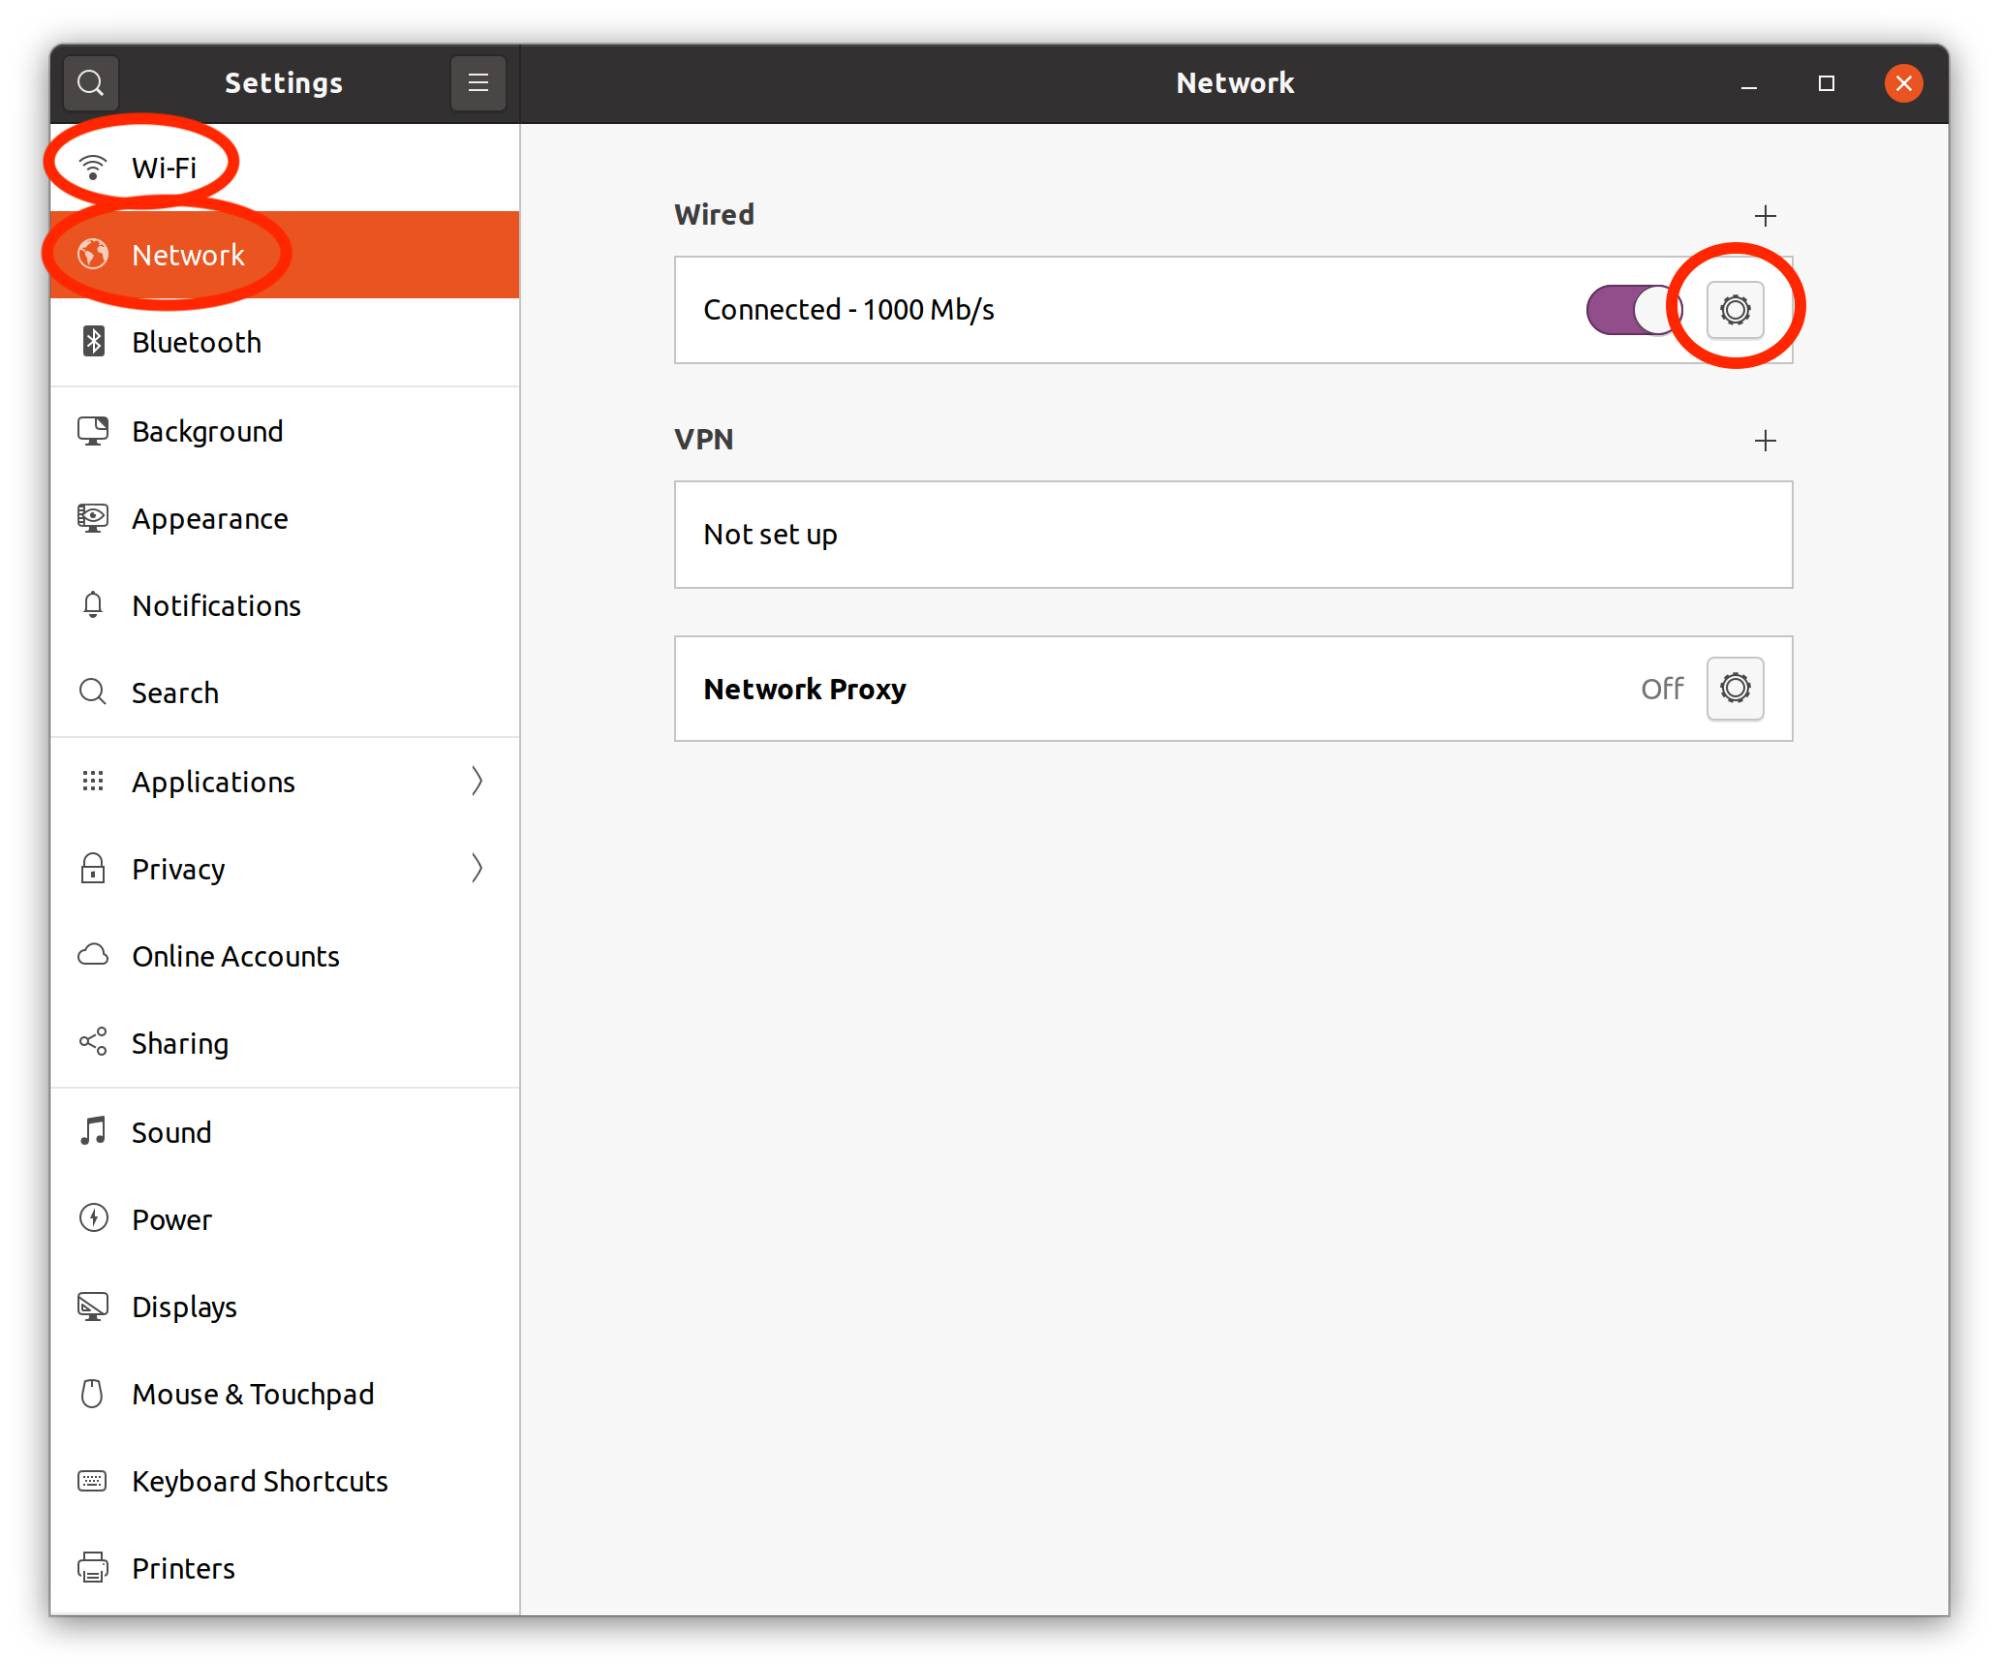 Settings
Network
Wi-Fi
Network
Bluetooth
Background
Appearance
Notifications
Search
Applications
Privacy
Online Accounts
Sharing
Sound
Power
Displays
Mouse & Touchpad
Keyboard Shortcuts
Printers
Wired
Connected - 1000 Mb/s
VPN
Not set up
Network Proxy Off